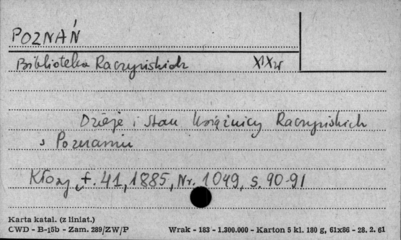 POZNAŃ
Biblioteka Raczyńskich XIX w
Dzieje i stan książnicy Raczyńskich
w Poznaniu
Kłosy, t. 41, 1885, Nr. 1049, s. 90-91
Karta katal. (z liniat.)
CWD - B-15b - Zam. 289/ZW/P Wrak - 183 - 1.300.000 - Karton 5 kl. 180 g, 61x86 - 28. 2. 61